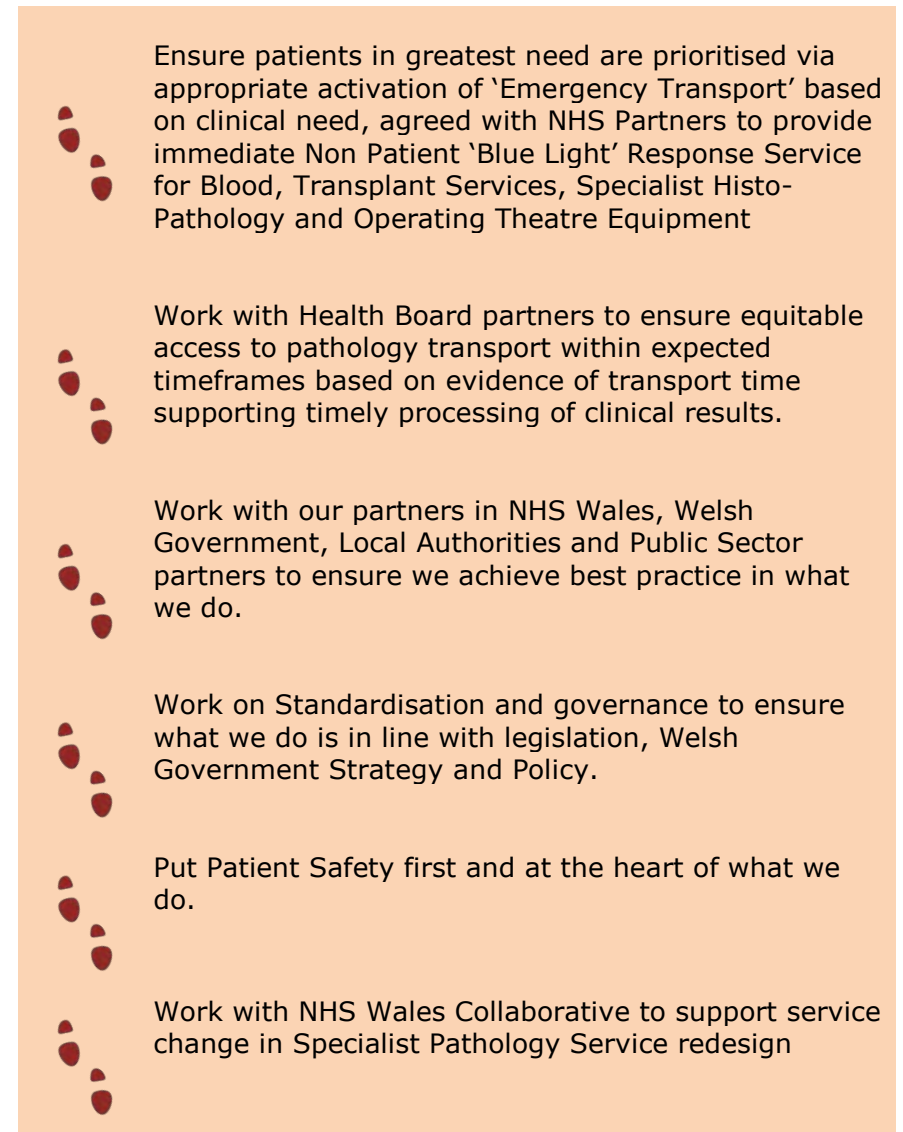 Ensure patients in greatest need are prioritised via
appropriate activation of ‘Emergency Transport’ based
on clinical need, agreed with NHS Partners to provide
immediate Non Patient ‘Blue Light’ Response Service
for Blood, Transplant Services, Specialist Histo-
Pathology and Operating Theatre Equipment
Work with Health Board partners to ensure equitable
access to pathology transport within expected
timeframes based on evidence of transport time
supporting timely processing of clinical results.
Work with our partners in NHS Wales, Welsh
Government, Local Authorities and Public Sector
partners to ensure we achieve best practice in what
we do.
Work on Standardisation and governance to ensure
what we do is in line with legislation, Welsh
Government Strategy and Policy.
Put Patient Safety first and at the heart of what we
do.
Work with NHS Wales Collaborative to support service
change in Specialist Pathology Service redesign